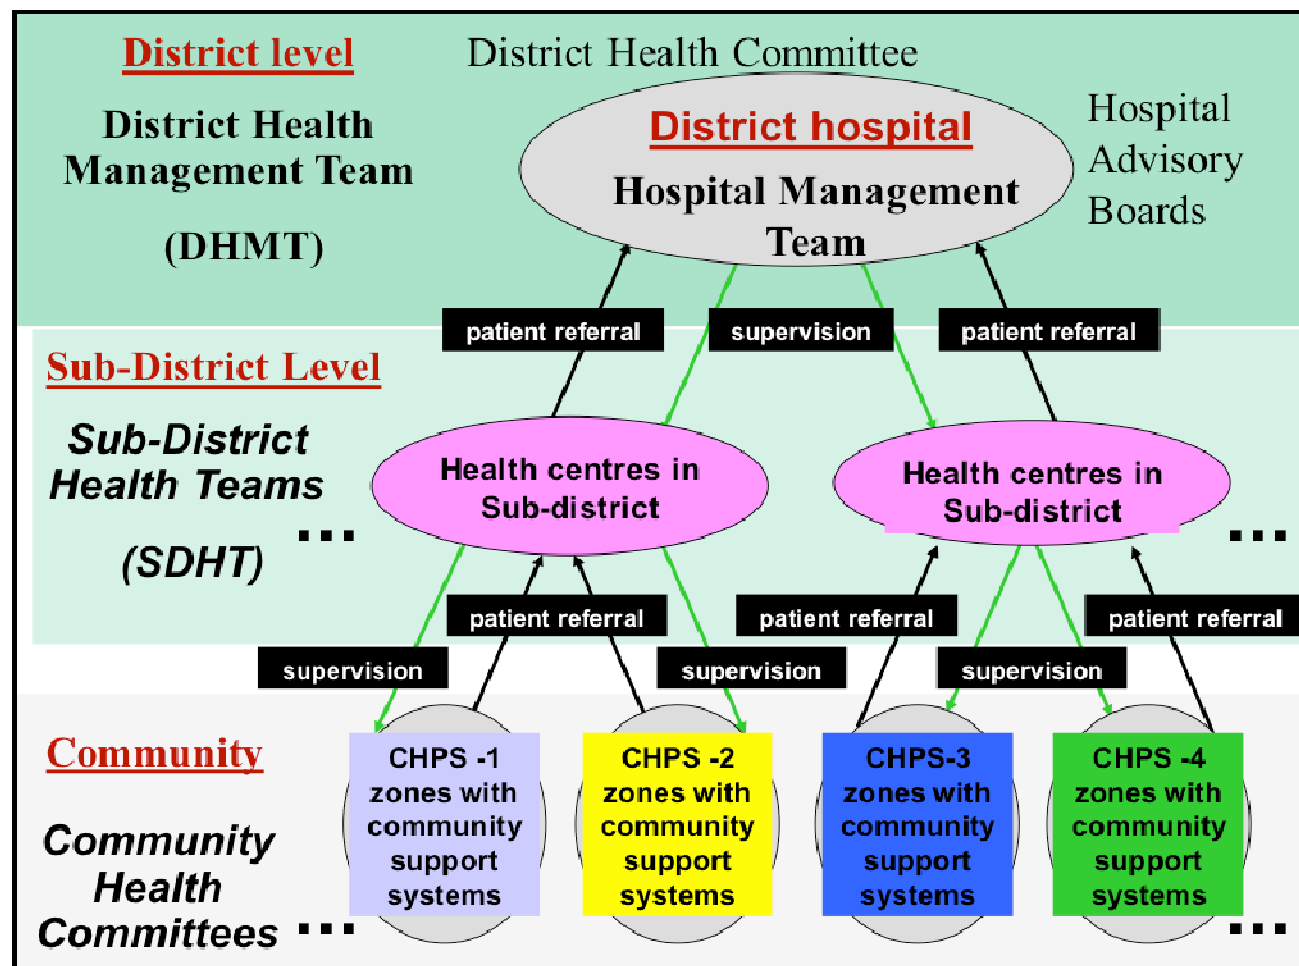 District level
District Health Committee
District Health
Management Team
(DHMT)
District hospital
Hospital Management
Team
Hospital
Advisory
Boards
patient referral
supervision
patient referral
Sub-District Level
Sub-District
Health Teams
(SDHT)
...
Health centres in
Sub-district
Health centres in
Sub-district
...
patient referral
patient referral
patient referral
supervision
supervision
supervision
Community
Community
Health
Committees
...
CHPS -1
zones with
community
support
systems
CHPS -2
zones with
community
support
systems
CHPS-3
zones with
community
support
systems
CHPS -4
zones with
community
support
systems
...